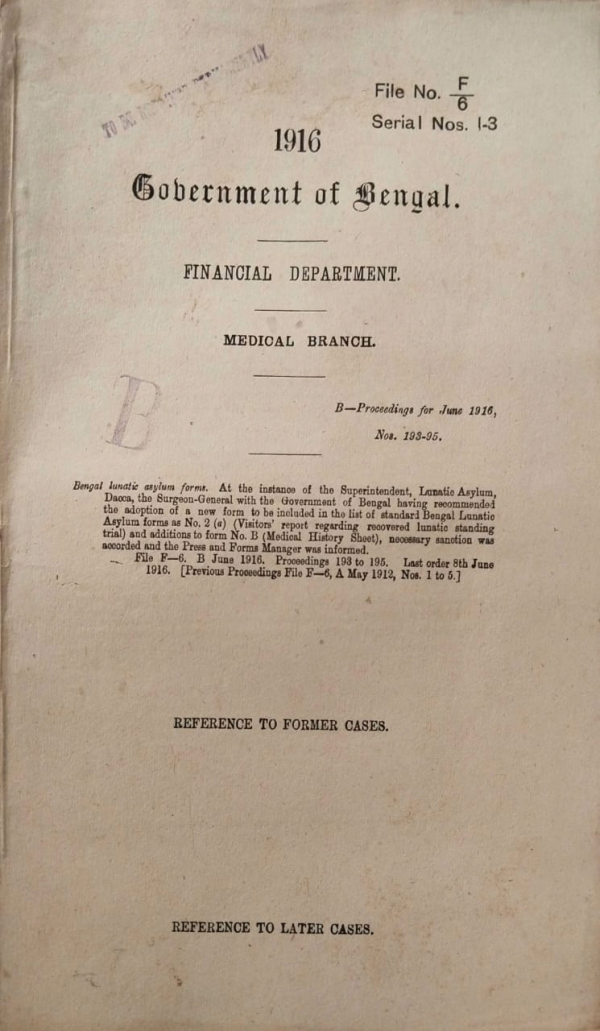 TO BE
File No. F/6
Serial Nos. 1-3
1916
Government of Bengal.
FINANCIAL DEPARTMENT.
MEDICAL BRANCH.
B
B—Proceedings for June 1916,
Nos. 193-95.
Bengal lunatic asylum forms. At the instance of the Superintendent, Lunatic Asylum,
Dacca, the Surgeon-General with the Government of Bengal having recommended
the adoption of a new form to be included in the list of standard Bengal Lunatic
Asylum forms as No. 2 (a) (Visitors' report regarding recovered lunatic standing
trial) and additions to form No. B (Medical History Sheet), necessary sanction was
accorded and the Press and Forms Manager was informed.
File F—6. B June 1916. Proceedings 193 to 195. Last order 8th June
1916. [Previous Proceedings File F—6, A May 1912, Nos. 1 to 5.]
REFERENCE TO FORMER CASES.
REFERENCE TO LATER CASES.